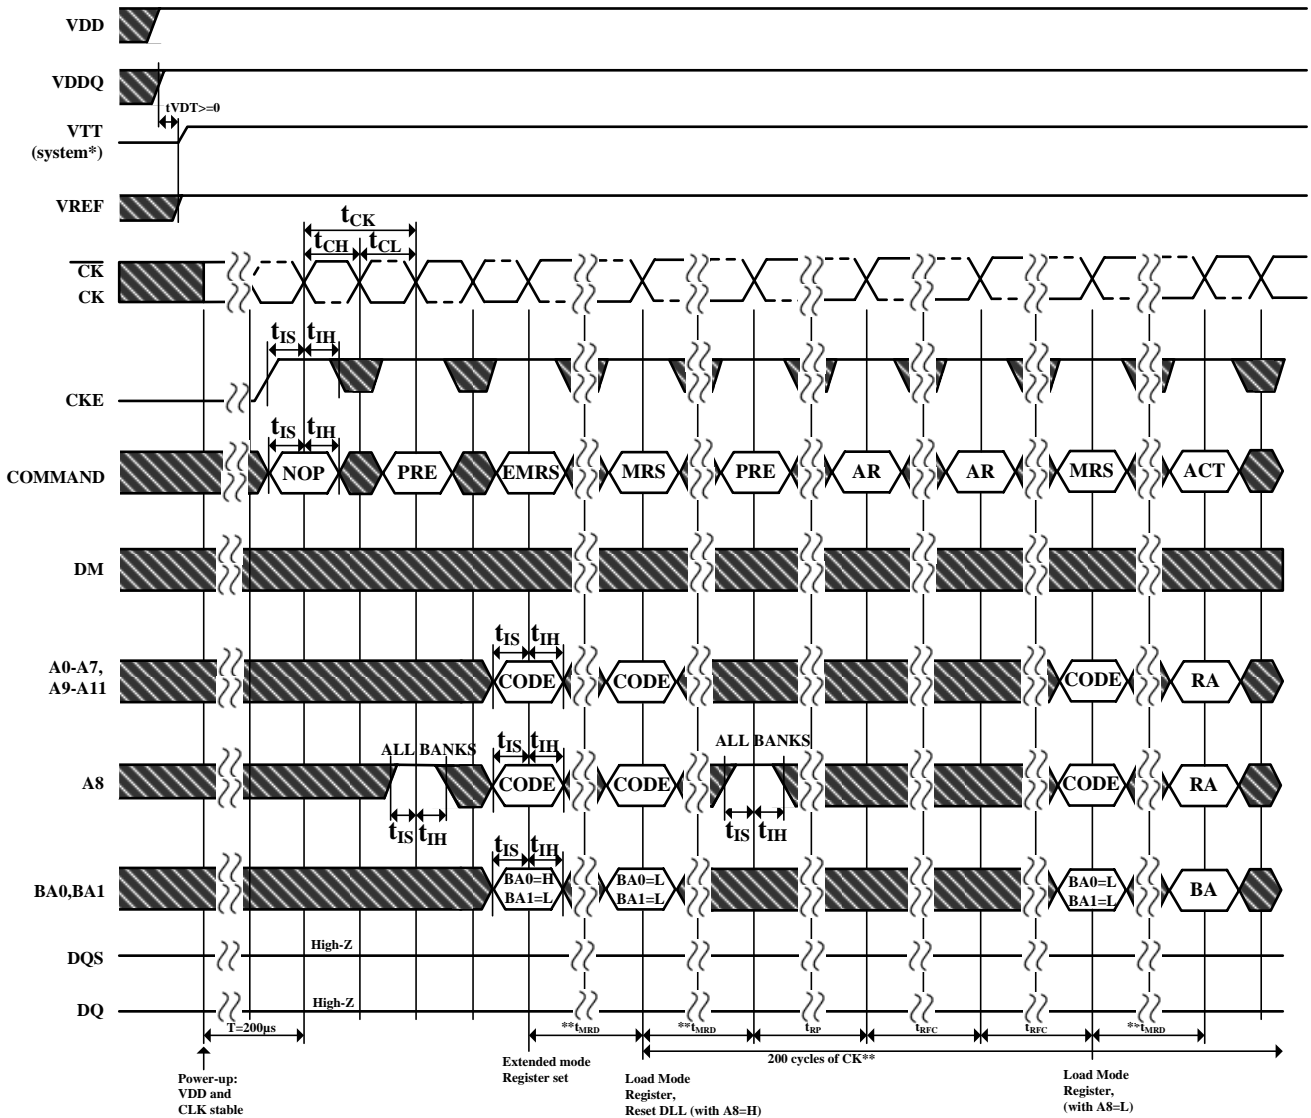 VDD
VDDQ
tVDT>=0
VTT
(system*)
VREF
tCK
tCH tCL
CK
CK
tIS tIH
CKE
tIS tIH
COMMAND NOP PRE EMRS MRS PRE AR AR MRS ACT
DM
tIS tIH
A0-A7,
A9-A11
CODE CODE CODE RA
ALL BANKS tIS tIH ALL BANKS
A8 CODE CODE CODE RA
tIS tIH tIS tIH
tIS tIH
BA0,BA1
BA0=H BA0=L BA0=L BA
BA1=L BA1=L BA1=L
High-Z
DQS
High-Z
DQ
T=200µs **tMRD **tMRD tRP tRFC tRFC **tMRD
200 cycles of CK**
Power-up:
VDD and
CLK stable
Extended mode
Register set
Load Mode
Register,
Reset DLL (with A8=H)
Load Mode
Register,
(with A8=L)